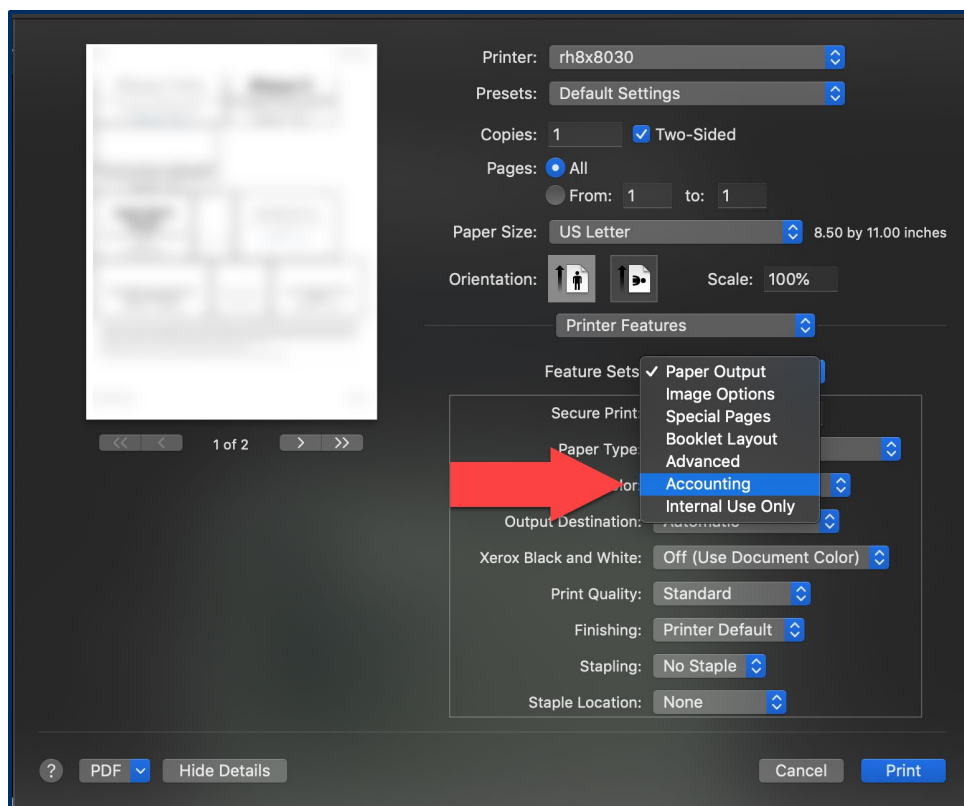 Printer: rh8x8030
Presets: Default Settings
Copies: 1 Two-Sided
Pages: All
From: 1 to: 1
Paper Size: US Letter 8.50 by 11.00 inches
Orientation: Scale: 100%
Printer Features
Feature Sets ✓ Paper Output
Image Options
Secure Print: Special Pages
Booklet Layout
Paper Type:
Advanced
Accounting
Internal Use Only
Output Destination: Automatic
Xerox Black and White: Off (Use Document Color)
Print Quality: Standard
Finishing: Printer Default
Stapling: No Staple
Staple Location: None
1 of 2
? PDF Hide Details Cancel Print